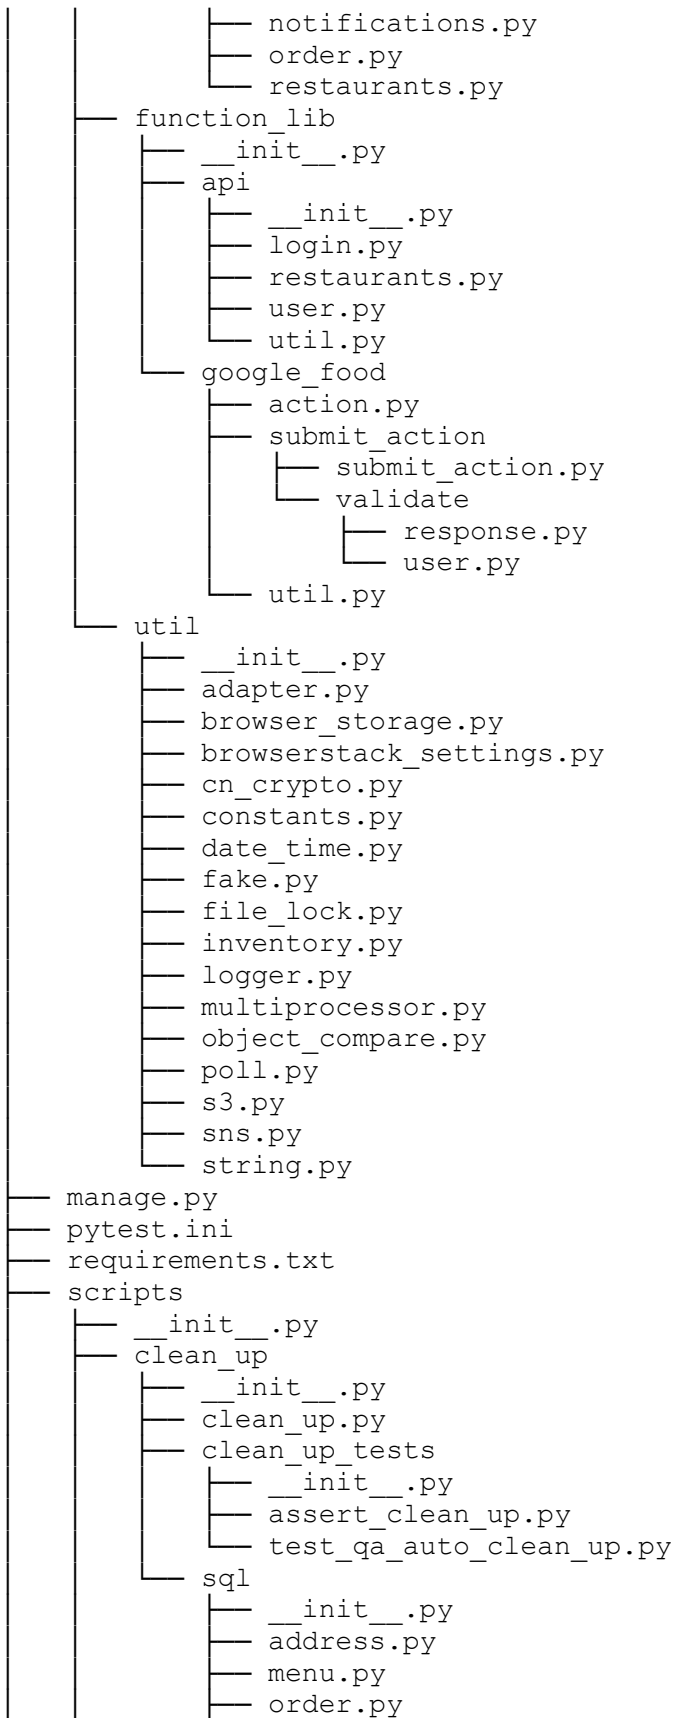 │   │       ├── notifications.py
│   │       ├── order.py
│   │       └── restaurants.py
│   ├── function_lib
│   │   ├── __init__.py
│   │   ├── api
│   │   │   ├── __init__.py
│   │   │   ├── login.py
│   │   │   ├── restaurants.py
│   │   │   ├── user.py
│   │   │   └── util.py
│   │   └── google_food
│   │       ├── action.py
│   │       ├── submit_action
│   │       │   ├── submit_action.py
│   │       │   └── validate
│   │       │       ├── response.py
│   │       │       └── user.py
│   │       └── util.py
│   └── util
│       ├── __init__.py
│       ├── adapter.py
│       ├── browser_storage.py
│       ├── browserstack_settings.py
│       ├── cn_crypto.py
│       ├── constants.py
│       ├── date_time.py
│       ├── fake.py
│       ├── file_lock.py
│       ├── inventory.py
│       ├── logger.py
│       ├── multiprocessor.py
│       ├── object_compare.py
│       ├── poll.py
│       ├── s3.py
│       ├── sns.py
│       └── string.py
├── manage.py
├── pytest.ini
├── requirements.txt
├── scripts
│   ├── __init__.py
│   ├── clean_up
│   │   ├── __init__.py
│   │   ├── clean_up.py
│   │   ├── clean_up_tests
│   │   │   ├── __init__.py
│   │   │   ├── assert_clean_up.py
│   │   │   └── test_qa_auto_clean_up.py
│   │   └── sql
│   │       ├── __init__.py
│   │       ├── address.py
│   │       ├── menu.py
│   │       ├── order.py